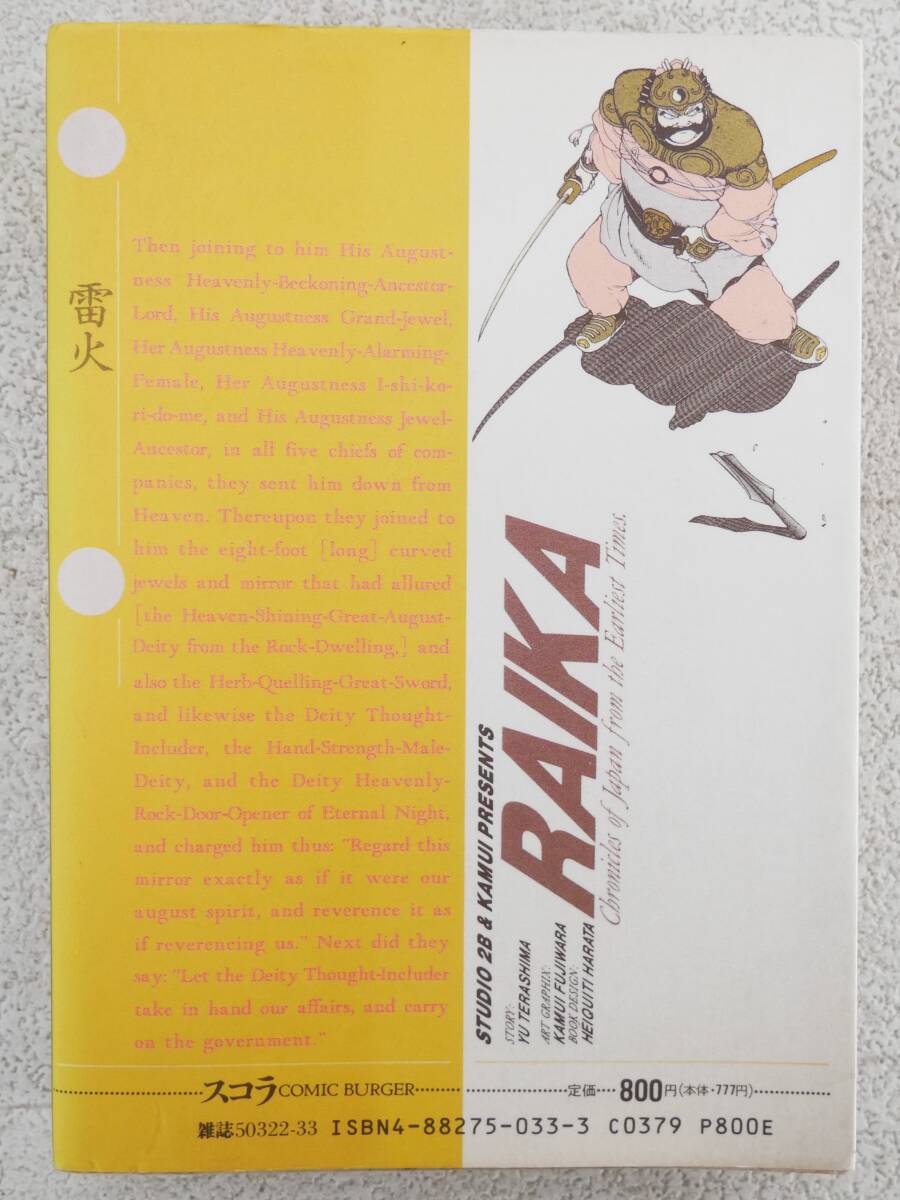 雷火
Then joining to him His August-
ness Heavenly-Beckoning-Ancestor-
Lord, His Augustness Grand-Jewel,
Her Augustness Heavenly-Alarming-
Female, Her Augustness I-shi-ko-
ri-do-me, and His Augustness Jewel-
Ancestor, in all five chiefs of com-
panies, they sent him down from
Heaven. Thereupon they joined to
him the eight-foot [long] curved
jewels and mirror that had allured
[the Heaven-Shining-Great-August-
Deity from the Rock-Dwelling,] and
also the Herb-Quelling-Great-Sword,
and likewise the Deity Thought-
Includer, the Hand-Strength-Male-
Deity, and the Deity Heavenly-
Rock-Door-Opener of Eternal Night,
and charged him thus: "Regard this
mirror exactly as if it were our
august spirit, and reverence it as
if reverencing us." Next did they
say: "Let the Deity Thought-Includer
take in hand our affairs, and carry
on the government."
STUDIO 2B & KAMUI PRESENTS
RAIKA
Chronicles of Japan from the Earliest Times.
STORY:
YU TERASHIMA
ART GRAPHIX:
KAMUI FUJIWARA
BOOK DESIGN:
HEIQUITI HARATA
スコラ COMIC BURGER
定価 800円(本体・777円)
雑誌50322-33 ISBN4-88275-033-3 C0379 P800E